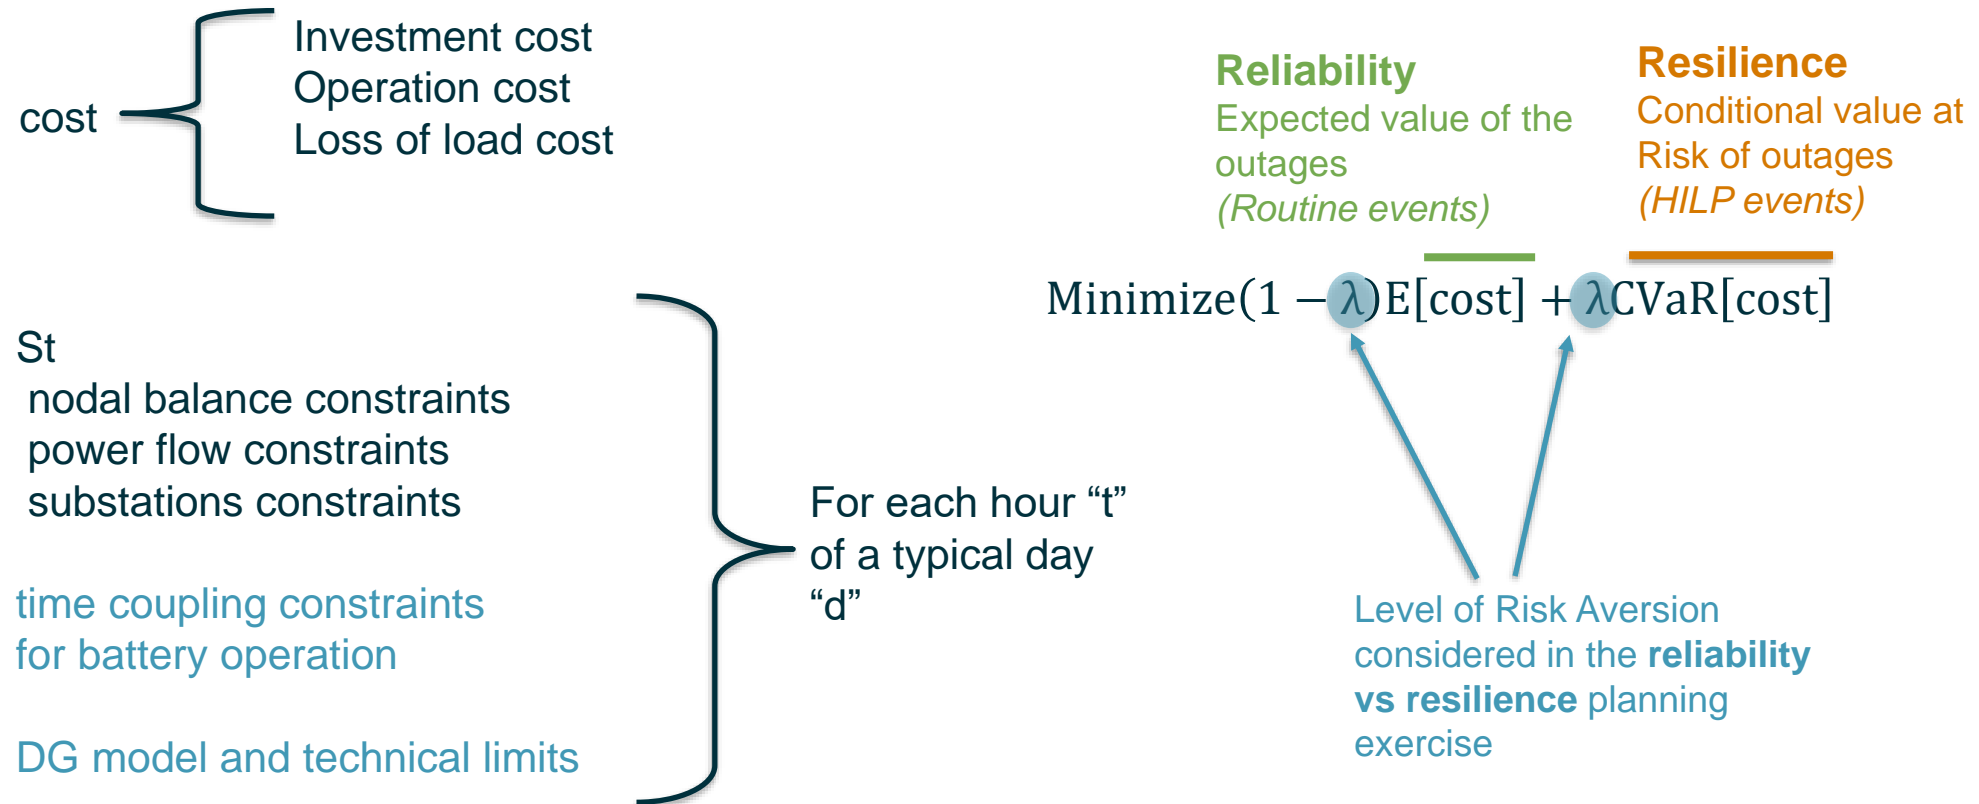 cost
Investment cost
Operation cost
Loss of load cost
Reliability
Expected value of the
outages
(Routine events)
Resilience
Conditional value at
Risk of outages
(HILP events)
Minimize(1 − λ)E[cost] + λCVaR[cost]
St
nodal balance constraints
power flow constraints
substations constraints
time coupling constraints
for battery operation
DG model and technical limits
For each hour “t”
of a typical day
“d”
Level of Risk Aversion
considered in the reliability
vs resilience planning
exercise